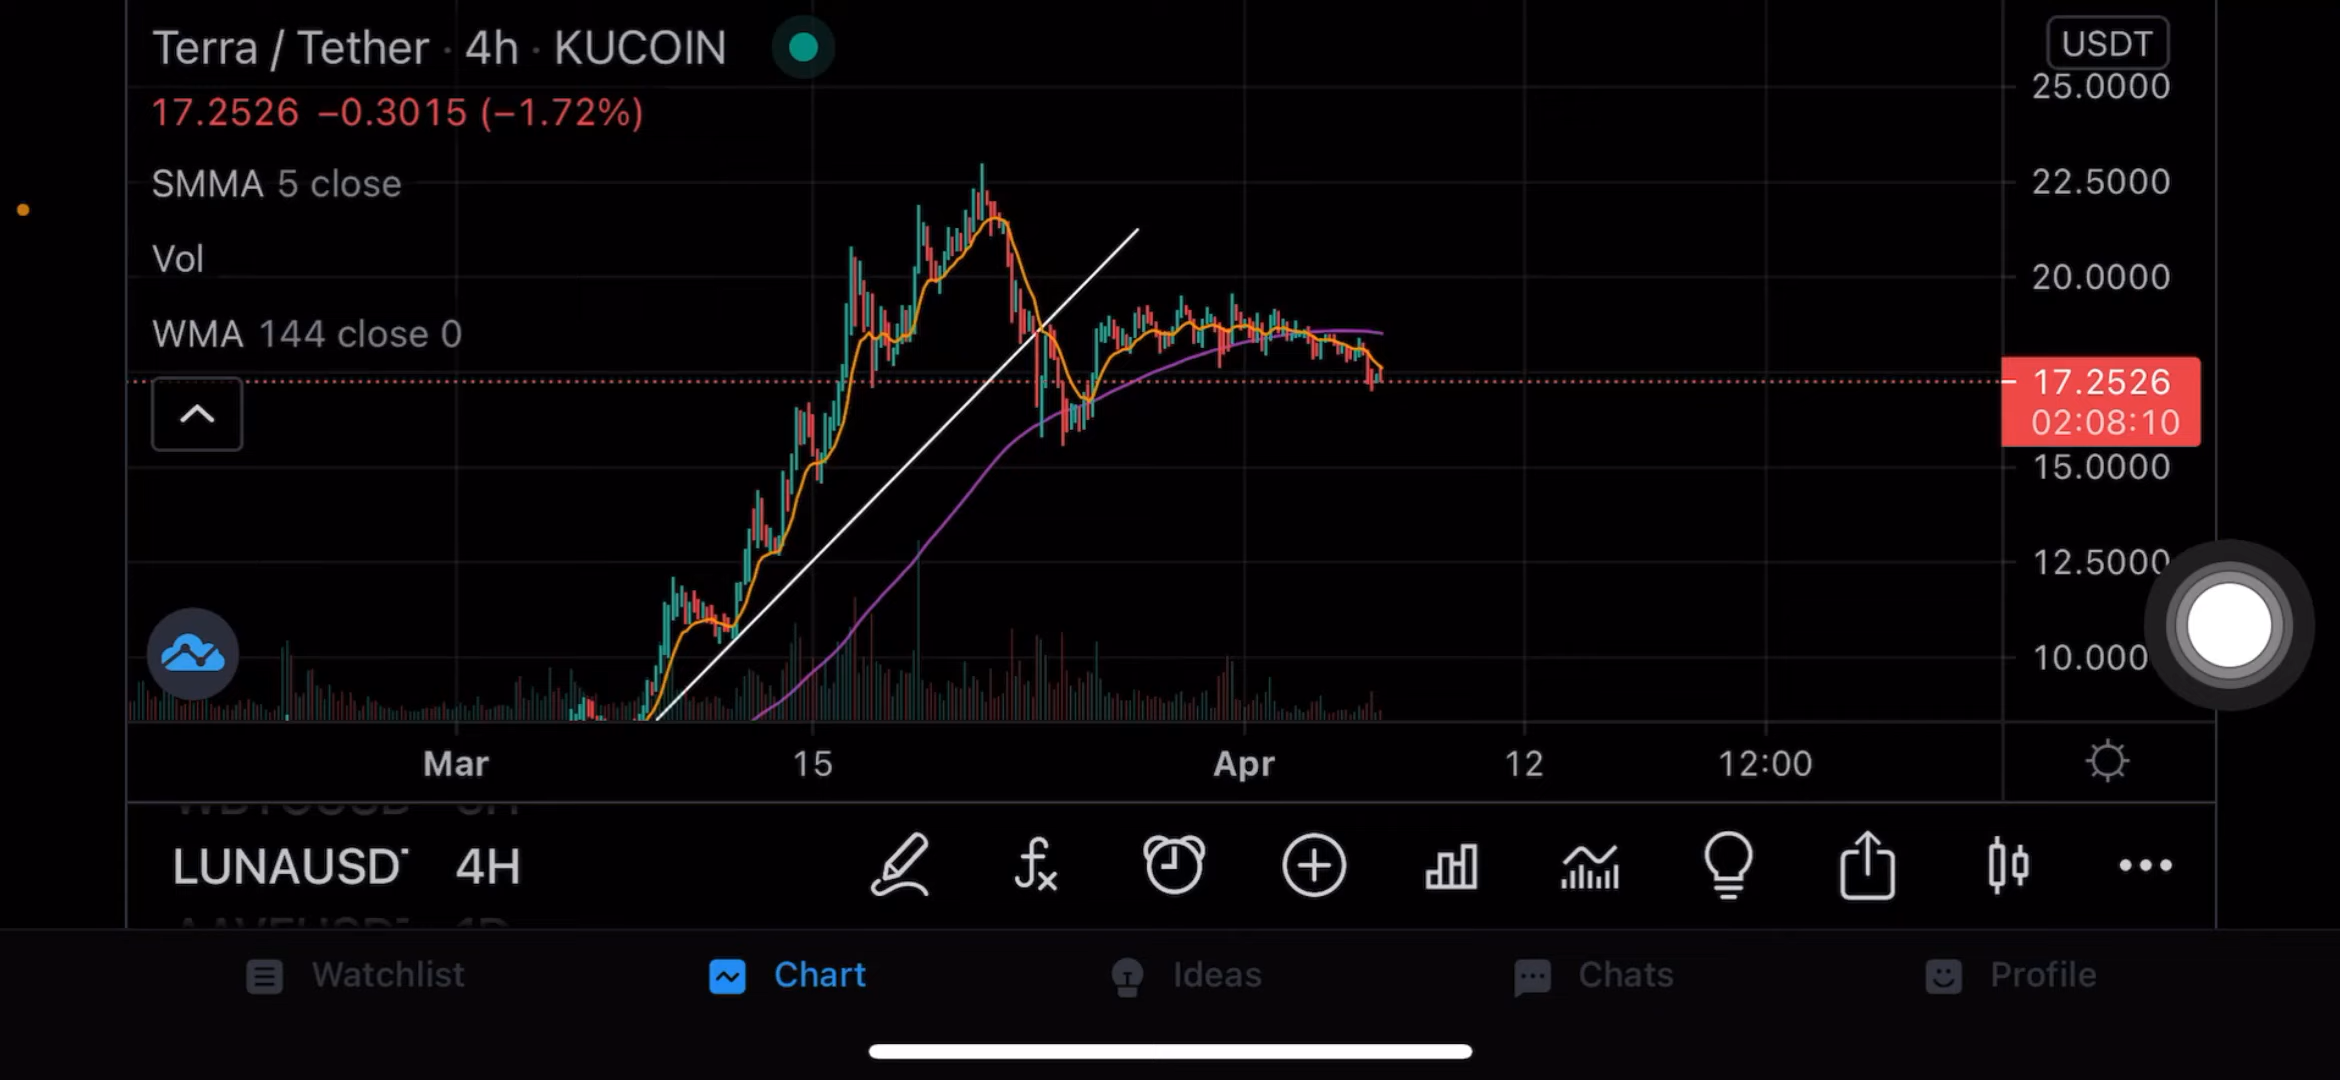 Terra / Tether · 4h · KUCOIN
USDT
25.0000
17.2526 −0.3015 (−1.72%)
SMMA 5 close
22.5000
Vol
20.0000
WMA 144 close 0
17.2526
02:08:10
15.0000
12.5000
10.000
Mar 15 Apr 12 12:00
LUNAUSD 4H
Watchlist Chart Ideas Chats Profile